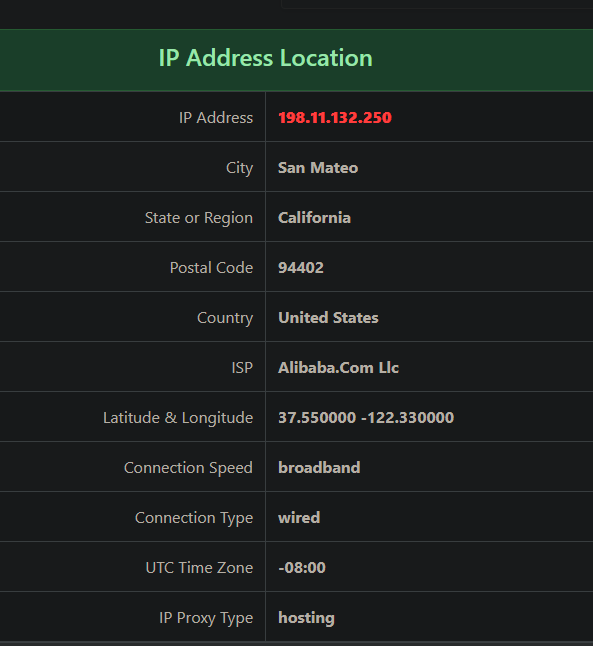 IP Address Location
IP Address 198.11.132.250
City San Mateo
State or Region California
Postal Code 94402
Country United States
ISP Alibaba.Com Llc
Latitude & Longitude 37.550000 -122.330000
Connection Speed broadband
Connection Type wired
UTC Time Zone -08:00
IP Proxy Type hosting